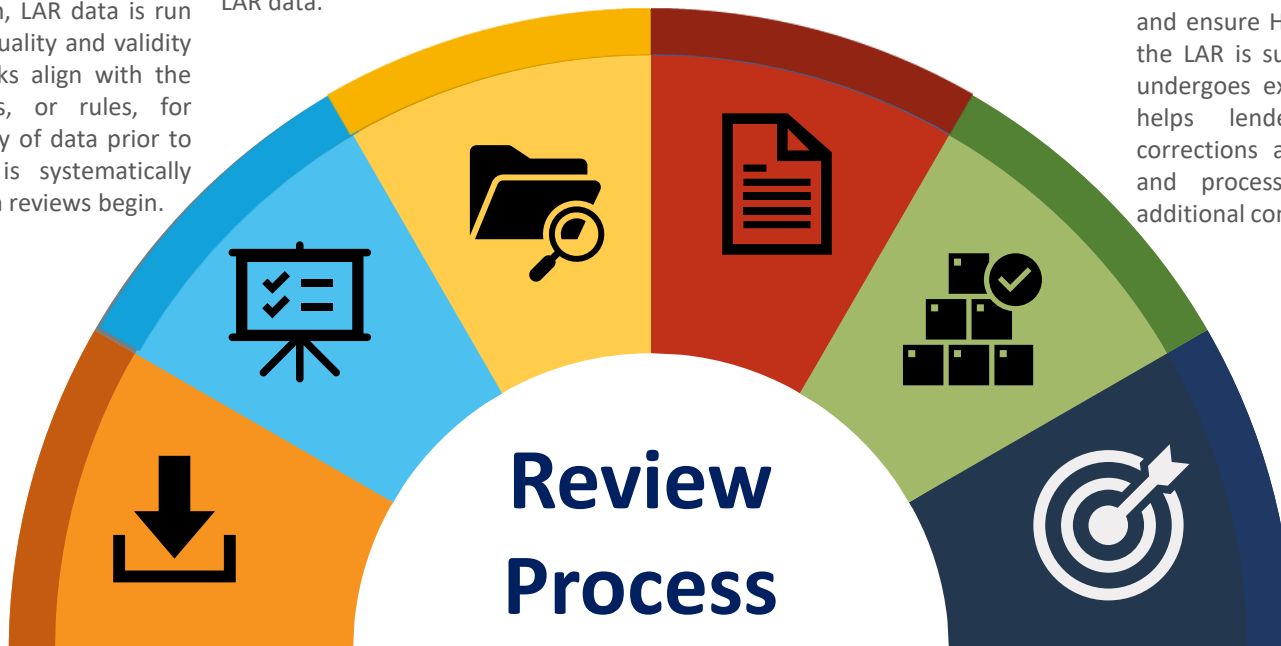 , LAR data is run
uality and validity
ks align with the
s, or rules, for
y of data prior to
is systematically
reviews begin.
LAR data.
and ensure H
the LAR is su
undergoes ex
helps lende
corrections a
and process
additional cor
Review
Process